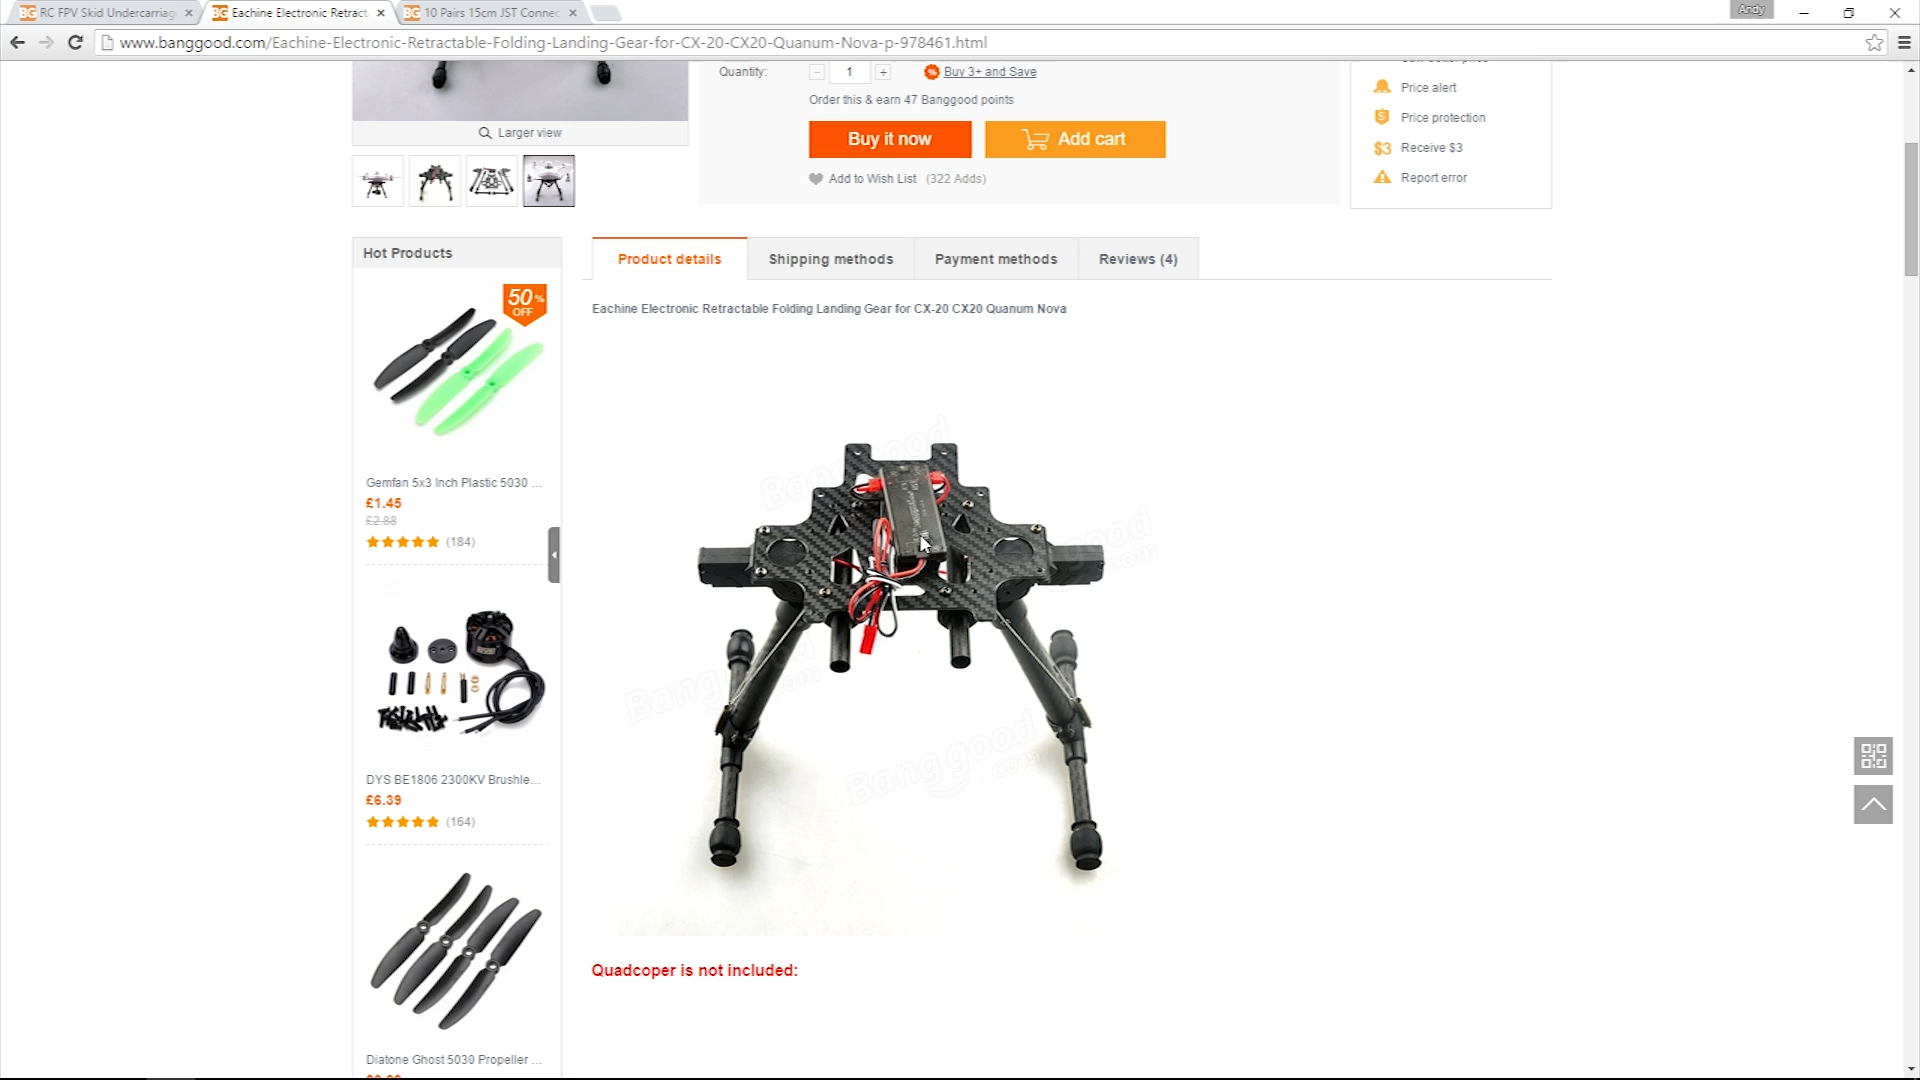 BG RC FPV Skid Undercarriag
BG Eachine Electronic Retract
BG 10 Pairs 15cm JST Connec
Andy
www.banggood.com/Eachine-Electronic-Retractable-Folding-Landing-Gear-for-CX-20-CX20-Quanum-Nova-p-978461.html
Quantity:
1
Buy 3+ and Save
Order this & earn 47 Banggood points
Buy it now
Add cart
Add to Wish List (322 Adds)
Larger view
Price alert
Price protection
$3 Receive $3
Report error
Hot Products
50% OFF
Gemfan 5x3 Inch Plastic 5030 ...
£1.45
£2.88
(184)
DYS BE1806 2300KV Brushle...
£6.39
(164)
Diatone Ghost 5030 Propeller ...
Product details
Shipping methods
Payment methods
Reviews (4)
Eachine Electronic Retractable Folding Landing Gear for CX-20 CX20 Quanum Nova
Banggood
.com
Quadcoper is not included: